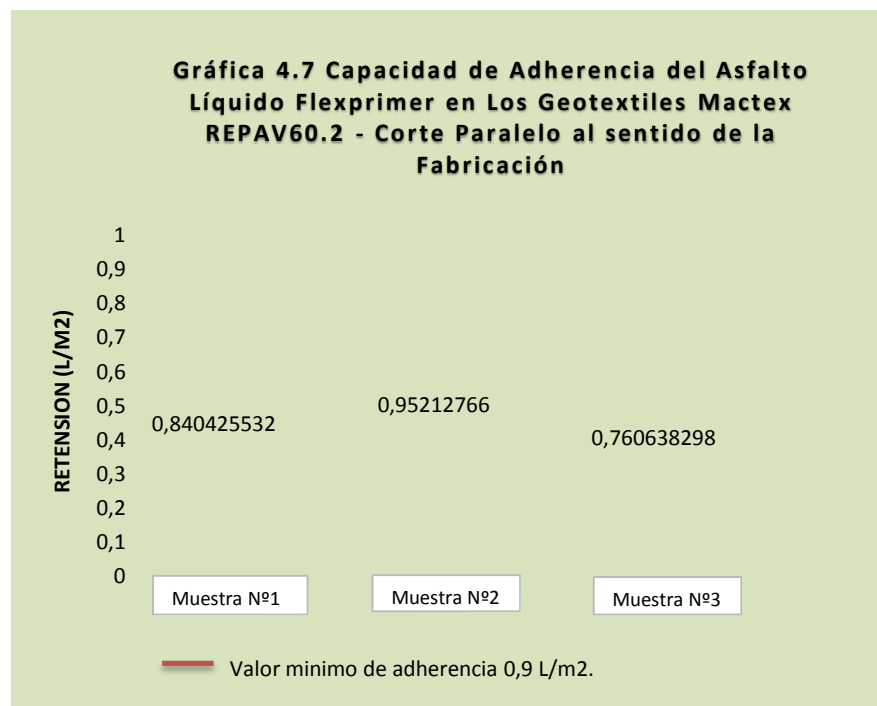 Gráfica 4.7 Capacidad de Adherencia del Asfalto
Líquido Flexprimer en Los Geotextiles Mactex
REPAV60.2 - Corte Paralelo al sentido de la
Fabricación
RETENSION (L/M2)
1
0,9
0,8
0,7
0,6
0,5
0,4
0,3
0,2
0,1
0
0,840425532
0,95212766
0,760638298
Muestra Nº1
Muestra Nº2
Muestra Nº3
Valor minimo de adherencia 0,9 L/m2.